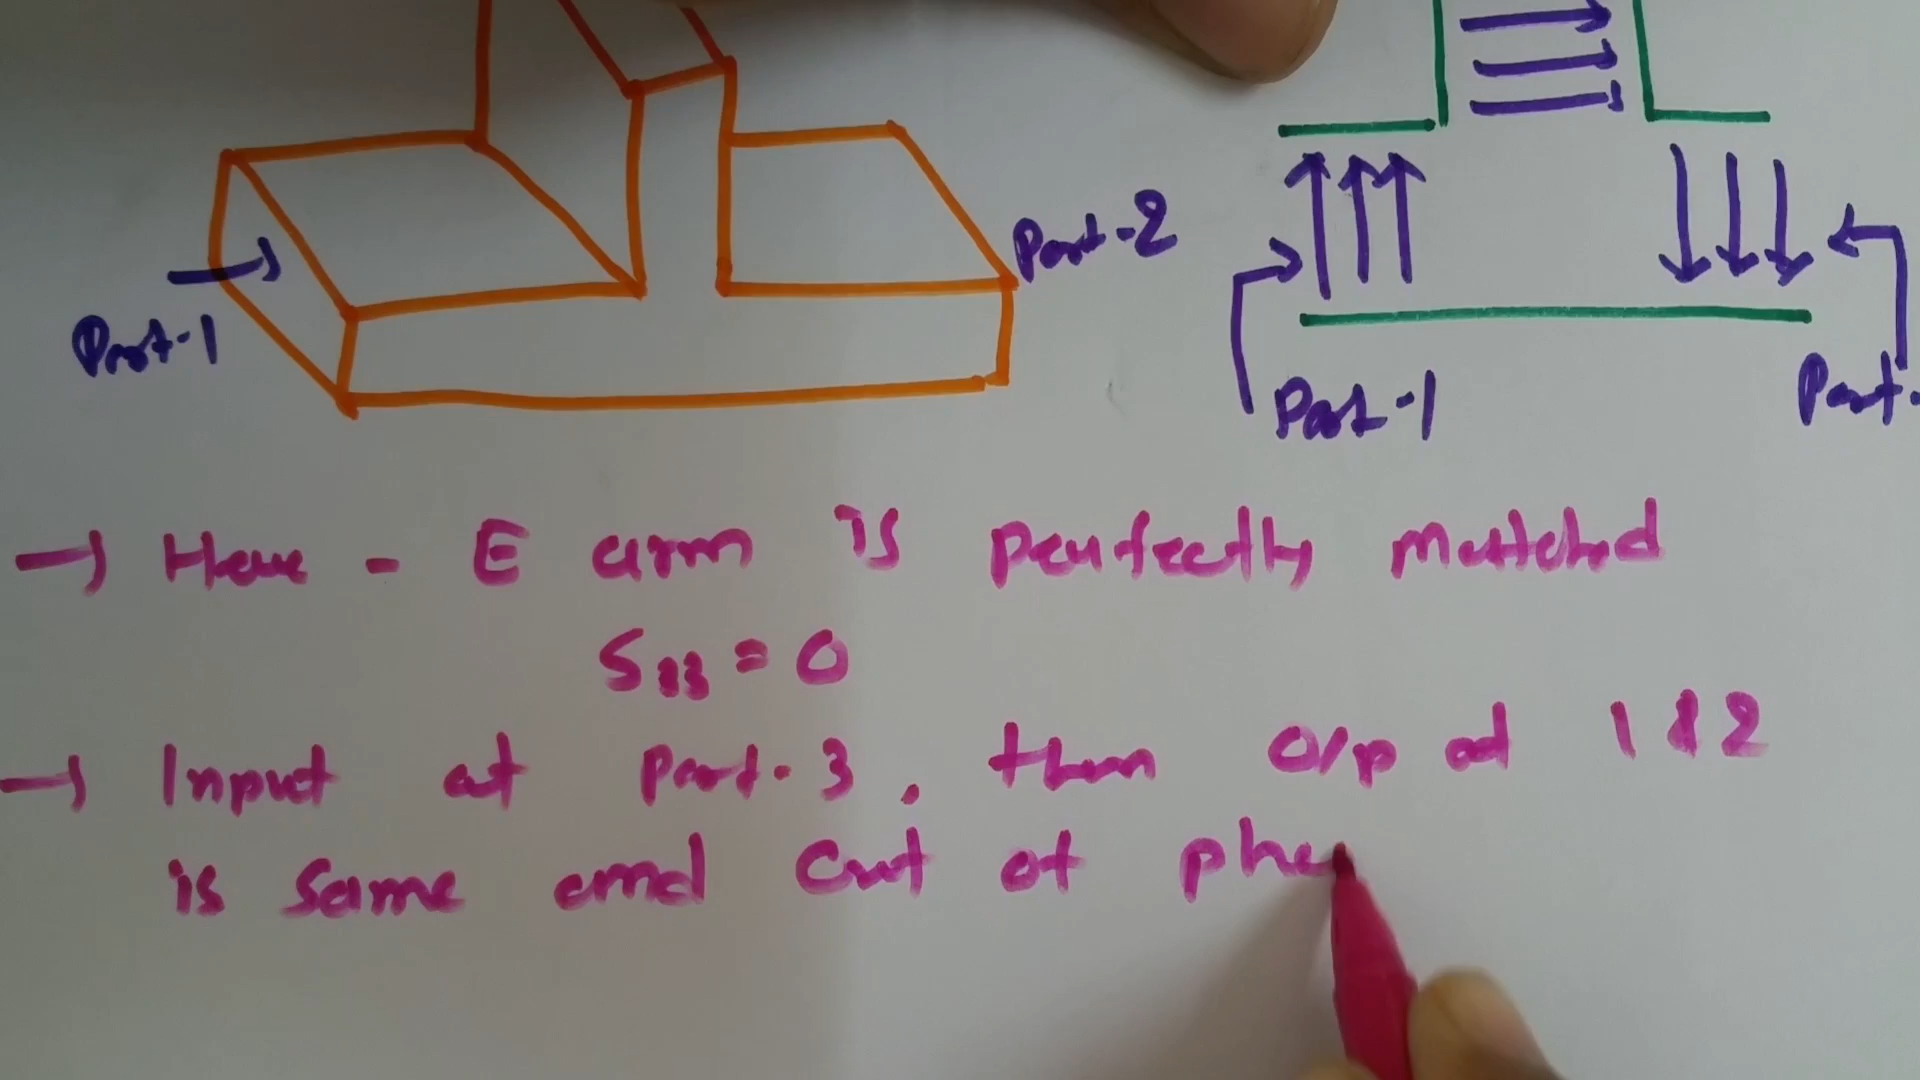 Port-2
Port-1
Port-1
Port-
→ Here - E arm is perfectly matched
S33 = 0
→ Input at port-3, then O/p at 1 & 2
is same and out of pha